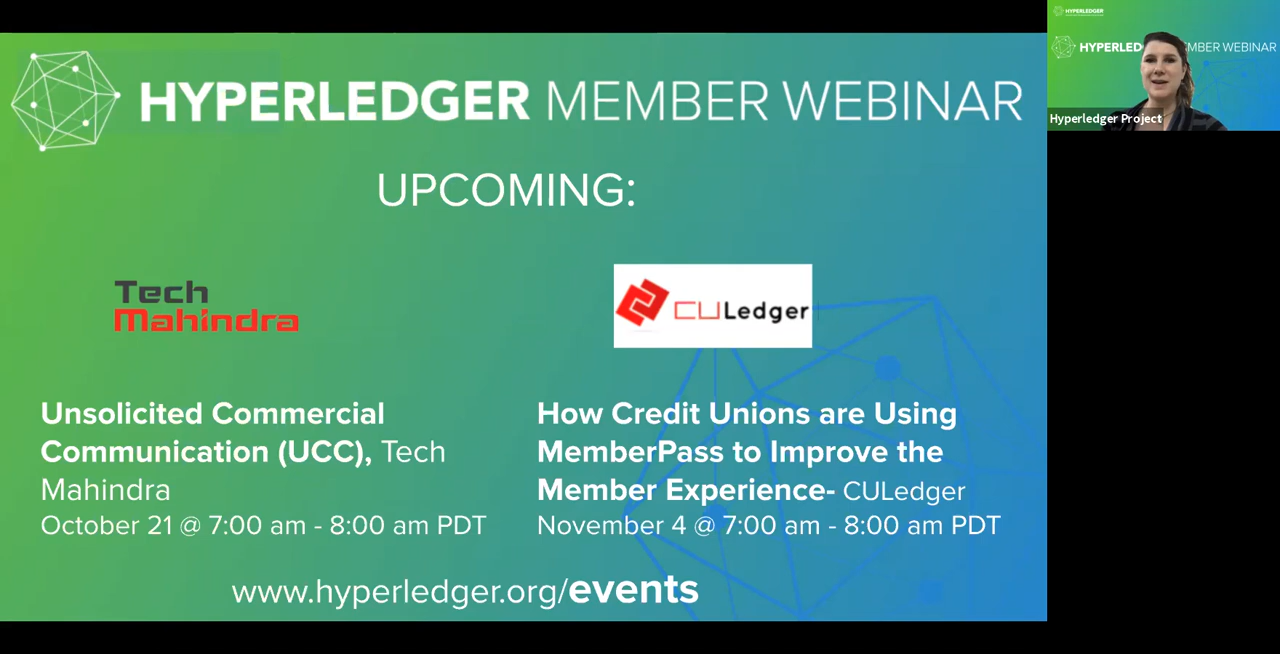 HYPERLEDGER MEMBER WEBINAR
UPCOMING:
Tech
Mahindra
CULedger
Unsolicited Commercial
Communication (UCC), Tech
Mahindra
October 21 @ 7:00 am - 8:00 am PDT
How Credit Unions are Using
MemberPass to Improve the
Member Experience- CULedger
November 4 @ 7:00 am - 8:00 am PDT
www.hyperledger.org/events
HYPERLEDGER
HYPERLED MBER WEBINAR
Hyperledger Project